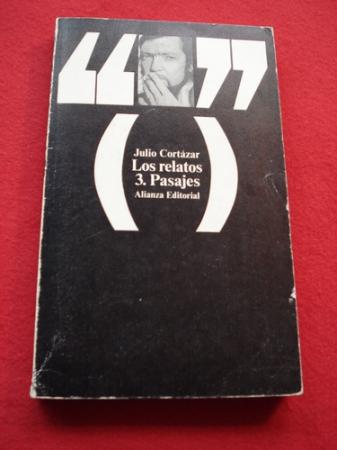 “ ”
( )
Julio Cortázar
Los relatos
3. Pasajes
Alianza Editorial